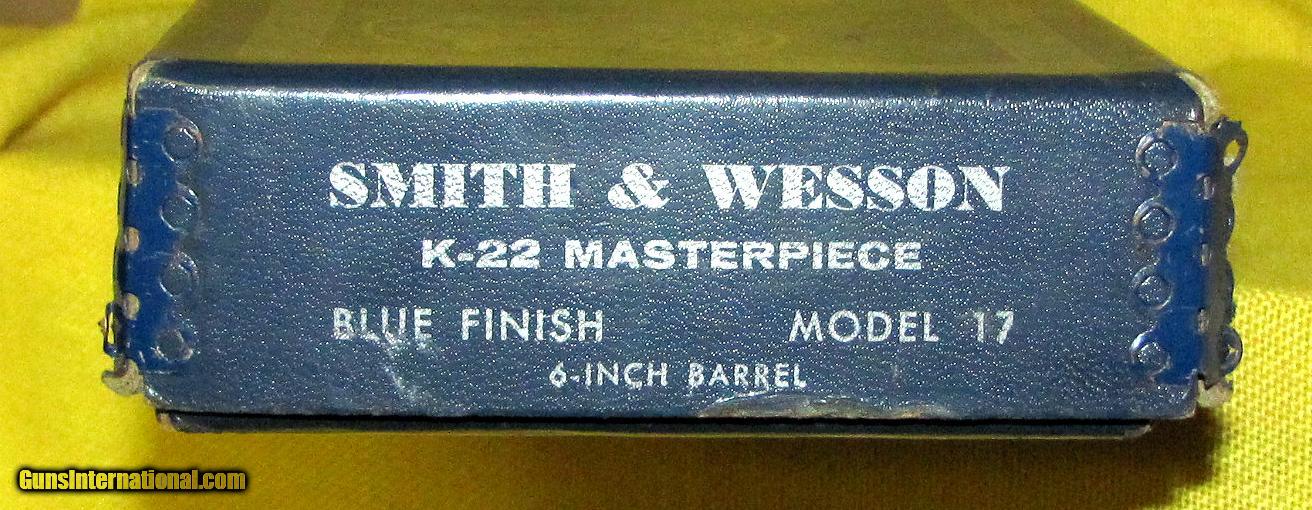 SMITH & WESSON
K-22 MASTERPIECE
BLUE FINISH MODEL 17
6-INCH BARREL
GunsInternational.com